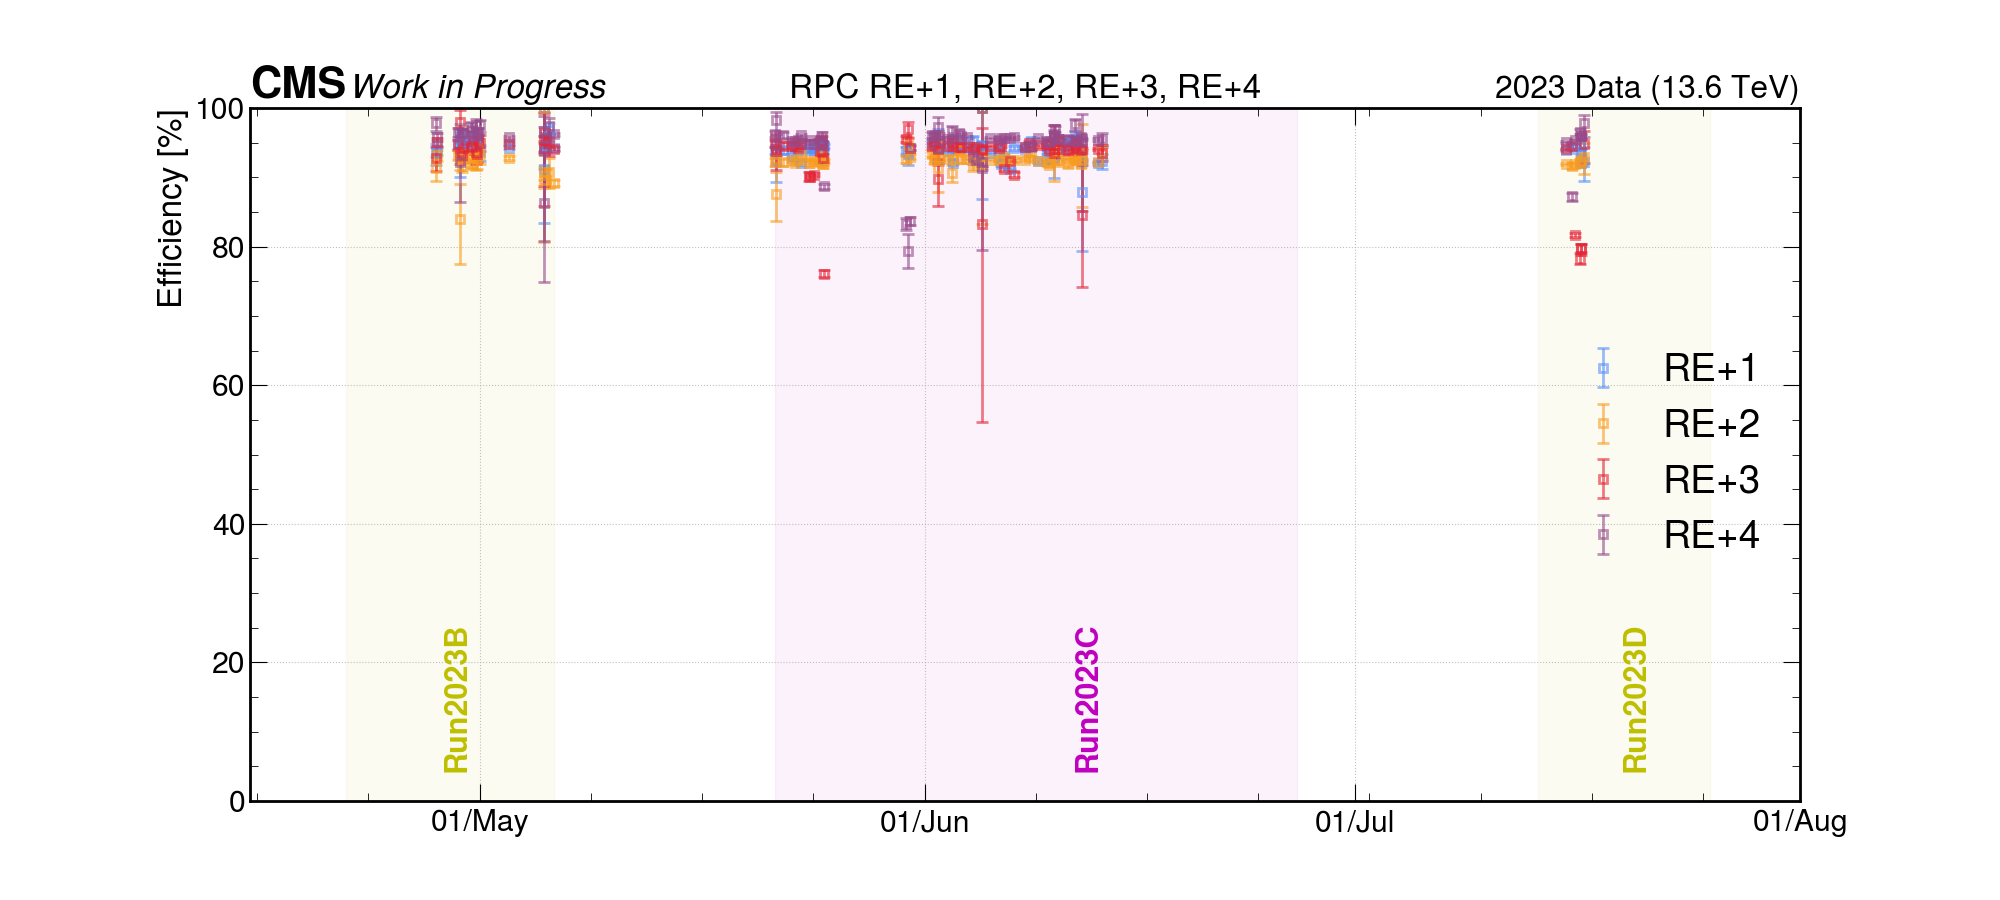 CMS Work in Progress RPC RE+1, RE+2, RE+3, RE+4 2023 Data (13.6 TeV)
Efficiency [%]
100
80
60
40
20
0
RE+1
RE+2
RE+3
RE+4
Run2023B
Run2023C
Run2023D
01/May 01/Jun 01/Jul 01/Aug